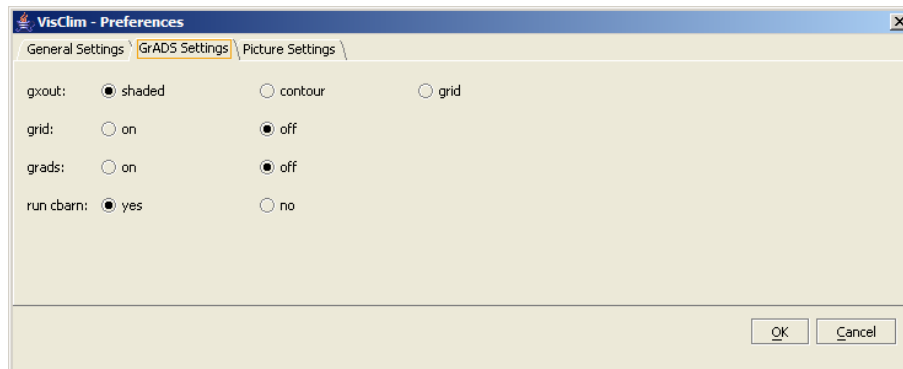 VisClim - Preferences
General Settings GrADS Settings Picture Settings
gxout: shaded contour grid
grid: on off
grads: on off
run cbarn: yes no
OK Cancel